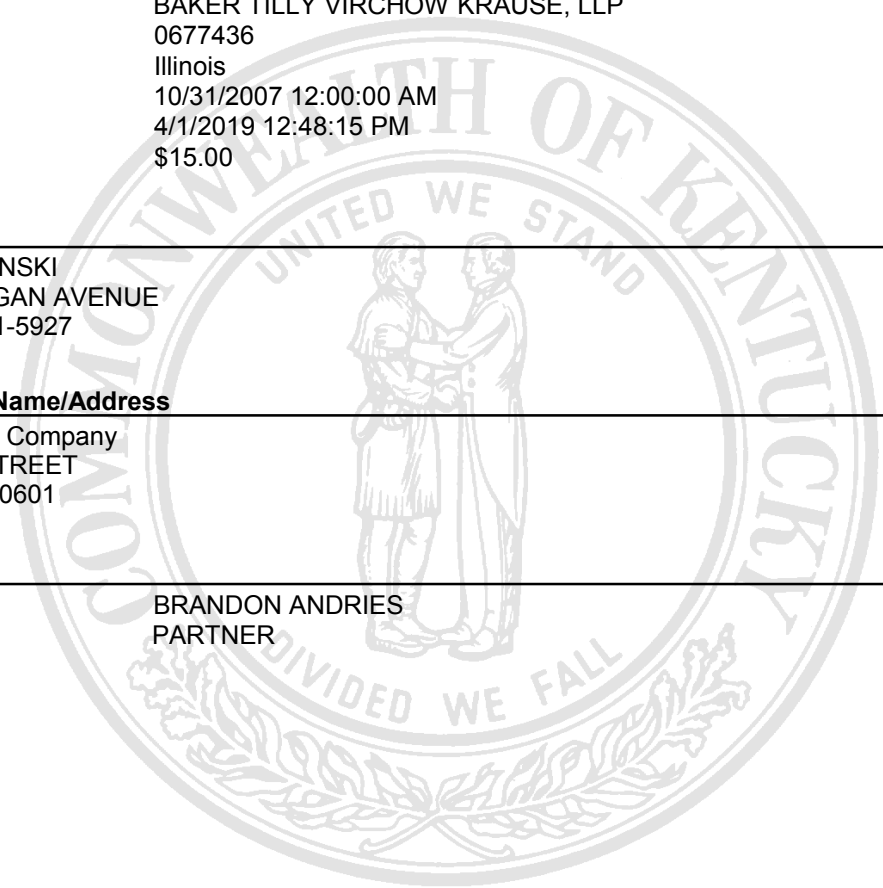 BAKER TILLY VIRCHOW KRAUSE, LLP
0677436
Illinois
10/31/2007 12:00:00 AM
4/1/2019 12:48:15 PM
$15.00
COMMONWEALTH OF KENTUCKY
UNITED WE STAND
NSKI
GAN AVENUE
1-5927
Name/Address
Company
TREET
0601
BRANDON ANDRIES
PARTNER
DIVIDED WE FALL